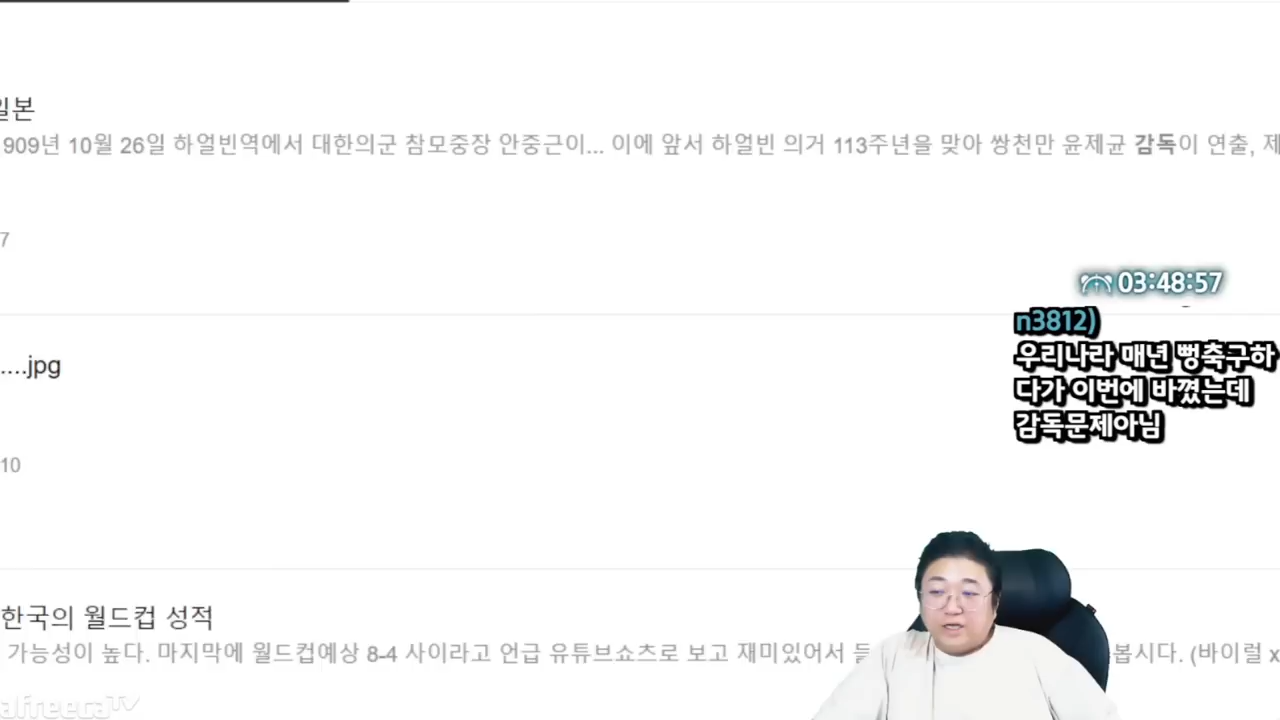 일본
909년 10월 26일 하얼빈역에서 대한의군 참모중장 안중근이... 이에 앞서 하얼빈 의거 113주년을 맞아 쌍천만 윤제균 감독이 연출, 제
7
03:48:57
n3812)
우리나라 매년 뻥축구하
다가 이번에 바꼈는데
감독문제아님
....jpg
10
한국의 월드컵 성적
가능성이 높다. 마지막에 월드컵예상 8-4 사이라고 언급 유튜브쇼츠로 보고 재미있어서 들 봅시다. (바이럴 x
afreecaTV